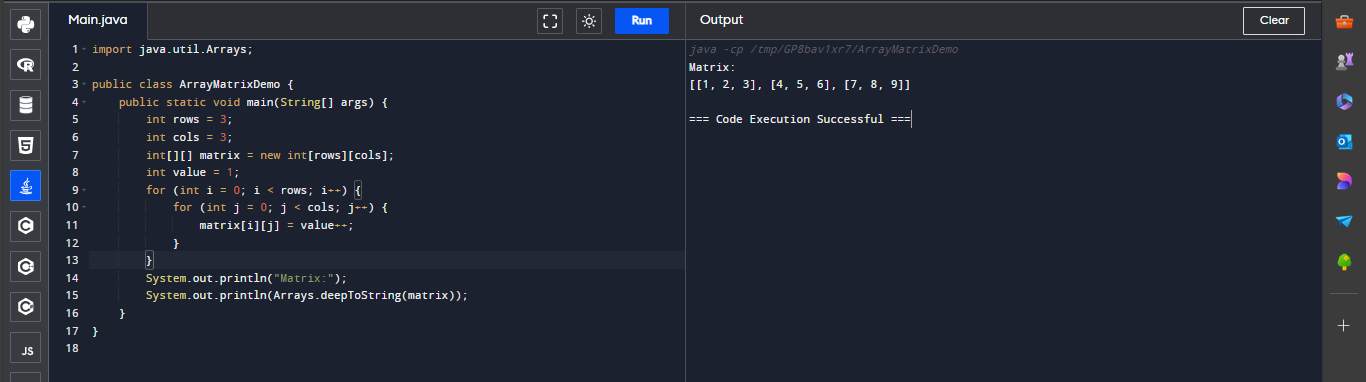 Main.java
Run
Output
Clear
1 import java.util.Arrays;
2
3 public class ArrayMatrixDemo {
4     public static void main(String[] args) {
5         int rows = 3;
6         int cols = 3;
7         int[][] matrix = new int[rows][cols];
8         int value = 1;
9         for (int i = 0; i < rows; i++) {
10             for (int j = 0; j < cols; j++) {
11                 matrix[i][j] = value++;
12             }
13         }
14         System.out.println("Matrix:");
15         System.out.println(Arrays.deepToString(matrix));
16     }
17 }
18
java -cp /tmp/GP8bav1xr7/ArrayMatrixDemo
Matrix:
[[1, 2, 3], [4, 5, 6], [7, 8, 9]]
=== Code Execution Successful ===
JS